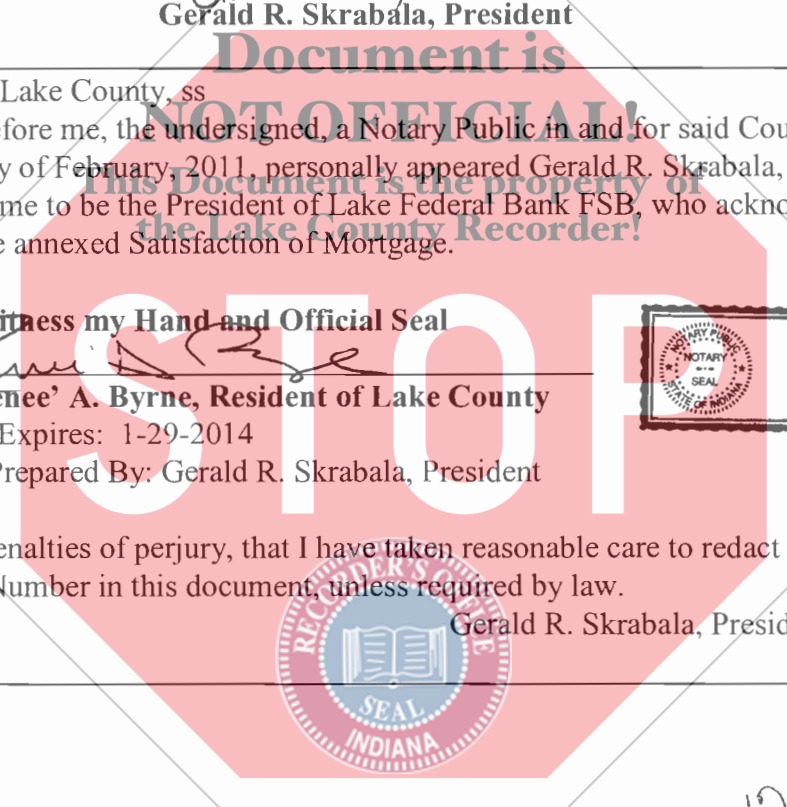 Gerald R. Skrabala, President
Document is
Lake County, ss
NOT OFFICIAL!
efore me, the undersigned, a Notary Public in and for said Cou
y of February, 2011, personally appeared Gerald R. Skrabala,
This Document is the property of
me to be the President of Lake Federal Bank FSB, who ackno
the Lake County Recorder!
e annexed Satisfaction of Mortgage.
itness my Hand and Official Seal
STOP
NOTARY PUBLIC
NOTARY
SEAL
STATE OF INDIANA
enee' A. Byrne, Resident of Lake County
Expires: 1-29-2014
Prepared By: Gerald R. Skrabala, President
enalties of perjury, that I have taken reasonable care to redact
Number in this document, unless required by law.
RECORDER'S OFFICE
Gerald R. Skrabala, Presid
SEAL
INDIANA